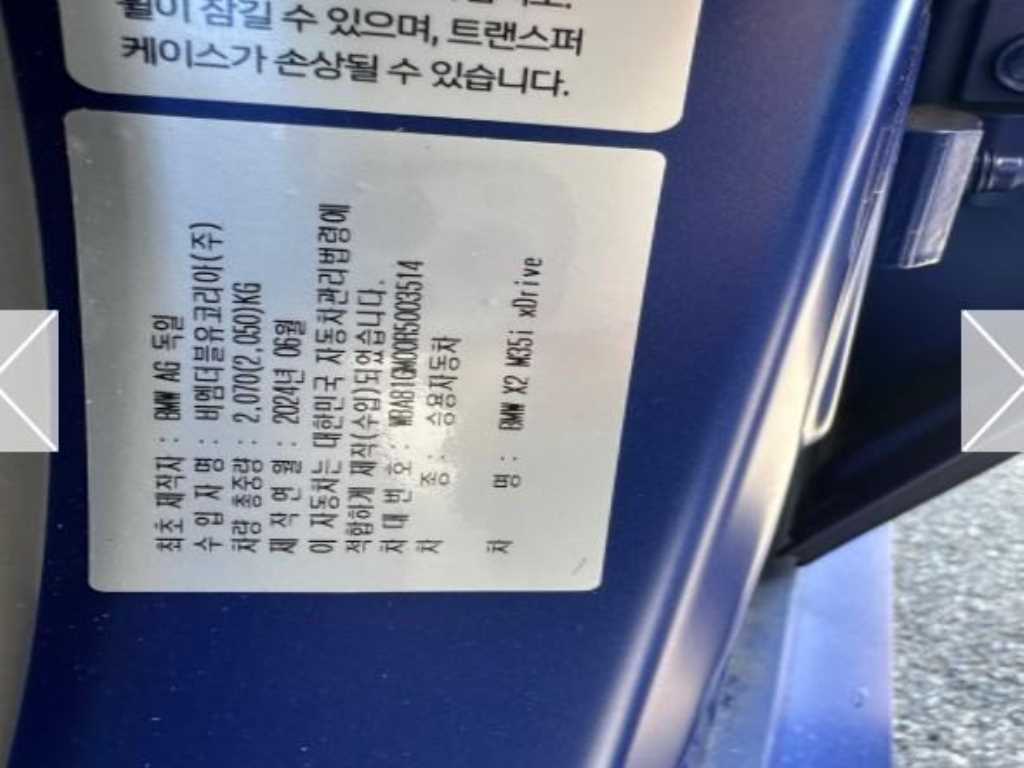 휠이 잠길 수 있으며, 트랜스퍼
케이스가 손상될 수 있습니다.
최초 제작자 : BMW AG 독일
수 입 자 명 : 비엠더블유코리아(주)
차량 총중량 : 2,070(2,050)KG
제 작 연 월 : 2024년 06월
이 자동차는 대한민국 자동차관리법령에
적합하게 제작(수입)되었습니다.
차 대 번 호 : WBA81GM00R5003514
차 종 : 승용자동차
차 명 : BMW X2 M35i xDrive